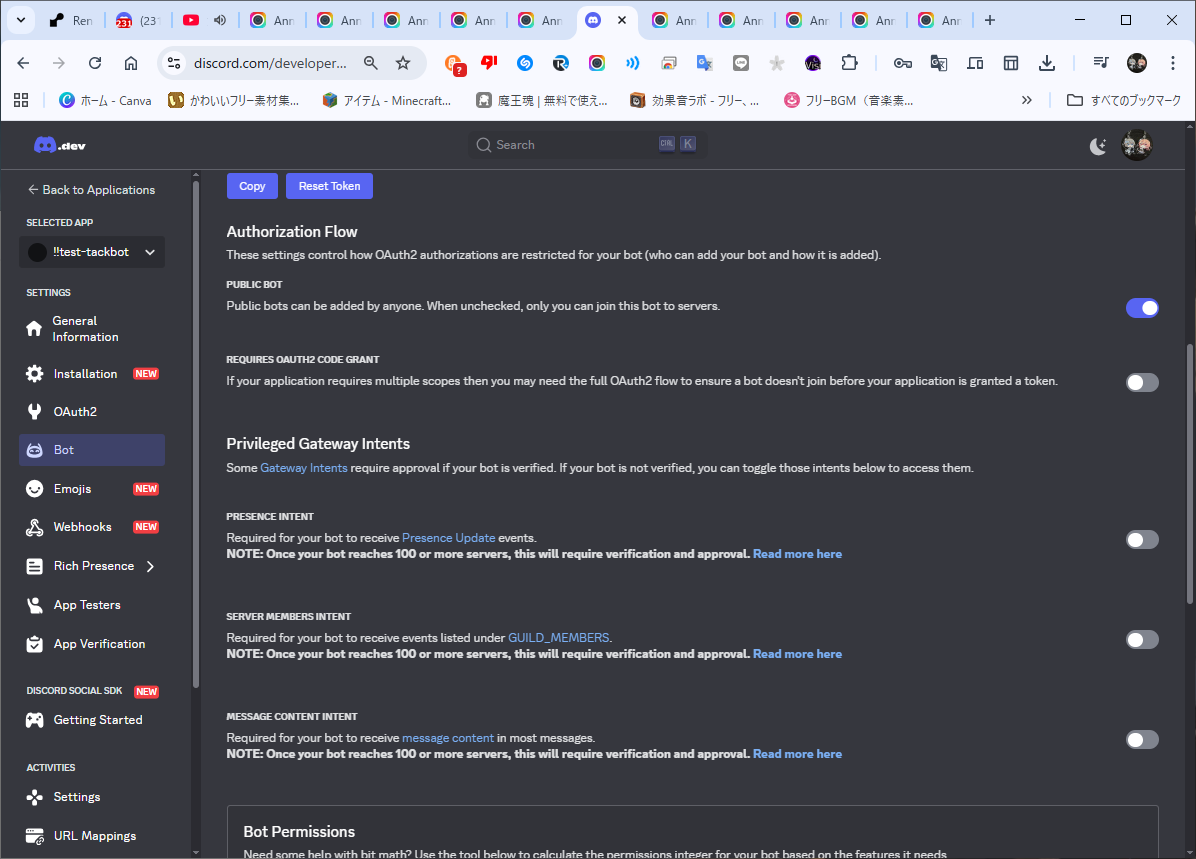 Ren
231
(231
Ann
Ann
Ann
Ann
Ann
Ann
Ann
Ann
Ann
Ann
discord.com/developer...
?
ホーム - Canva
かわいいフリー素材集...
アイテム - Minecraft...
魔王魂 | 無料で使え...
効果音ラボ - フリー、...
フリーBGM（音楽素...
すべてのブックマーク
.dev
Search
CTRL
K
Back to Applications
SELECTED APP
!!test-tackbot
SETTINGS
General
Information
Installation NEW
OAuth2
Bot
Emojis NEW
Webhooks NEW
Rich Presence
App Testers
App Verification
DISCORD SOCIAL SDK NEW
Getting Started
ACTIVITIES
Settings
URL Mappings
Copy
Reset Token
Authorization Flow
These settings control how OAuth2 authorizations are restricted for your bot (who can add your bot and how it is added).
PUBLIC BOT
Public bots can be added by anyone. When unchecked, only you can join this bot to servers.
REQUIRES OAUTH2 CODE GRANT
If your application requires multiple scopes then you may need the full OAuth2 flow to ensure a bot doesn't join before your application is granted a token.
Privileged Gateway Intents
Some Gateway Intents require approval if your bot is verified. If your bot is not verified, you can toggle those intents below to access them.
PRESENCE INTENT
Required for your bot to receive Presence Update events.
NOTE: Once your bot reaches 100 or more servers, this will require verification and approval. Read more here
SERVER MEMBERS INTENT
Required for your bot to receive events listed under GUILD_MEMBERS.
NOTE: Once your bot reaches 100 or more servers, this will require verification and approval. Read more here
MESSAGE CONTENT INTENT
Required for your bot to receive message content in most messages.
NOTE: Once your bot reaches 100 or more servers, this will require verification and approval. Read more here
Bot Permissions
Need some help with bit math? Use the tool below to calculate the permissions integer for your bot based on the features it needs